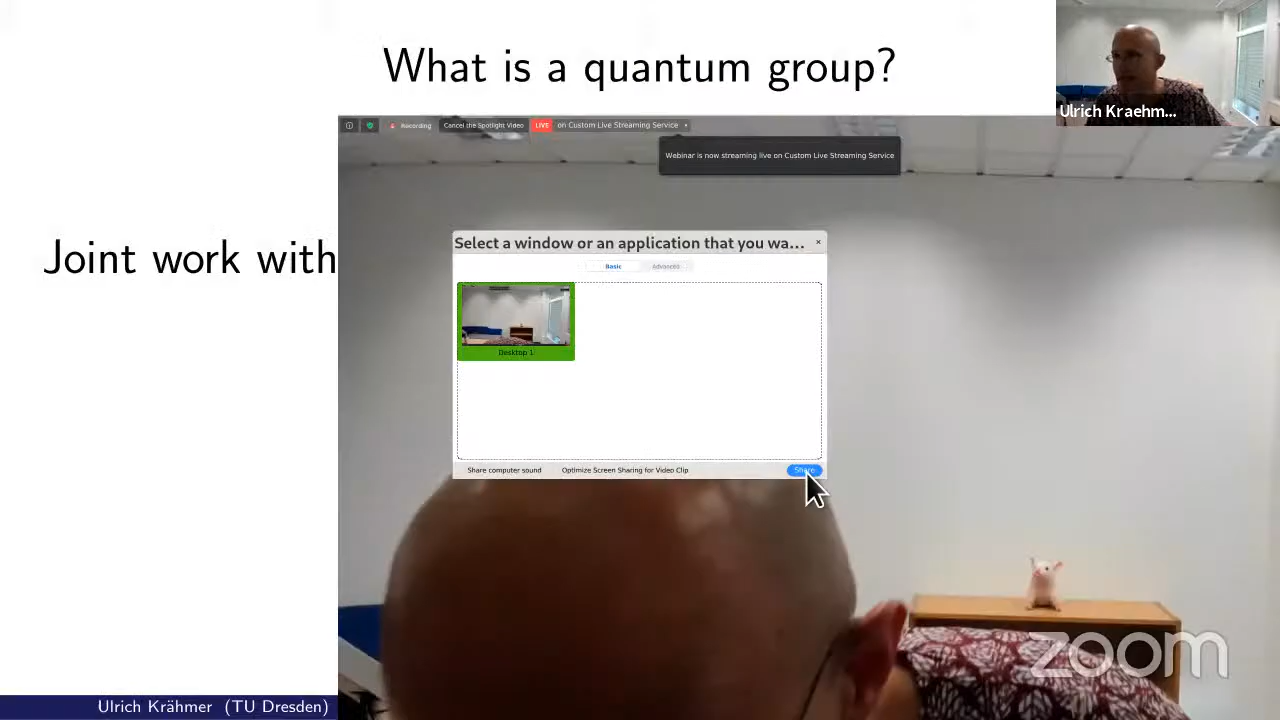 What is a quantum group?
Ulrich Kraehm...
Recording
Cancel the Spotlight Video
LIVE
on Custom Live Streaming Service
Webinar is now streaming live on Custom Live Streaming Service
Select a window or an application that you wa...
Basic
Advanced
Joint work with
Desktop 1
Share computer sound
Optimize Screen Sharing for Video Clip
Share
zoom
Ulrich Krähmer (TU Dresden)